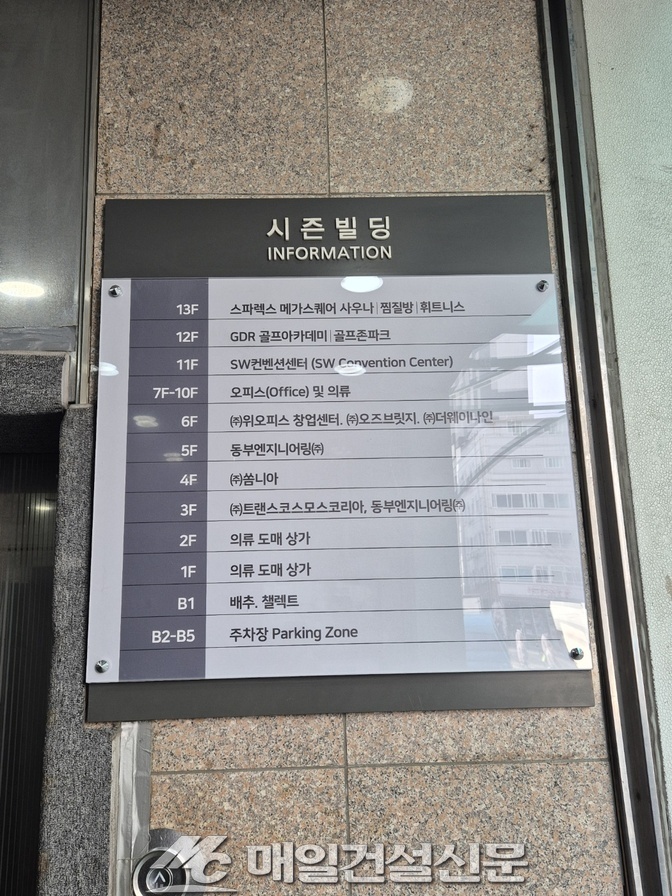 시즌빌딩
INFORMATION
13F 스파렉스 메가스퀘어 사우나|찜질방|휘트니스
12F GDR 골프아카데미|골프존파크
11F SW컨벤션센터 (SW Convention Center)
7F-10F 오피스(Office) 및 의류
6F ㈜위오피스 창업센터. ㈜오즈브릿지. ㈜더웨이나인
5F 동부엔지니어링㈜
4F ㈜쏨니아
3F ㈜트랜스코스모스코리아, 동부엔지니어링㈜
2F 의류 도매 상가
1F 의류 도매 상가
B1 배추. 챌렉트
B2-B5 주차장 Parking Zone
매일건설신문